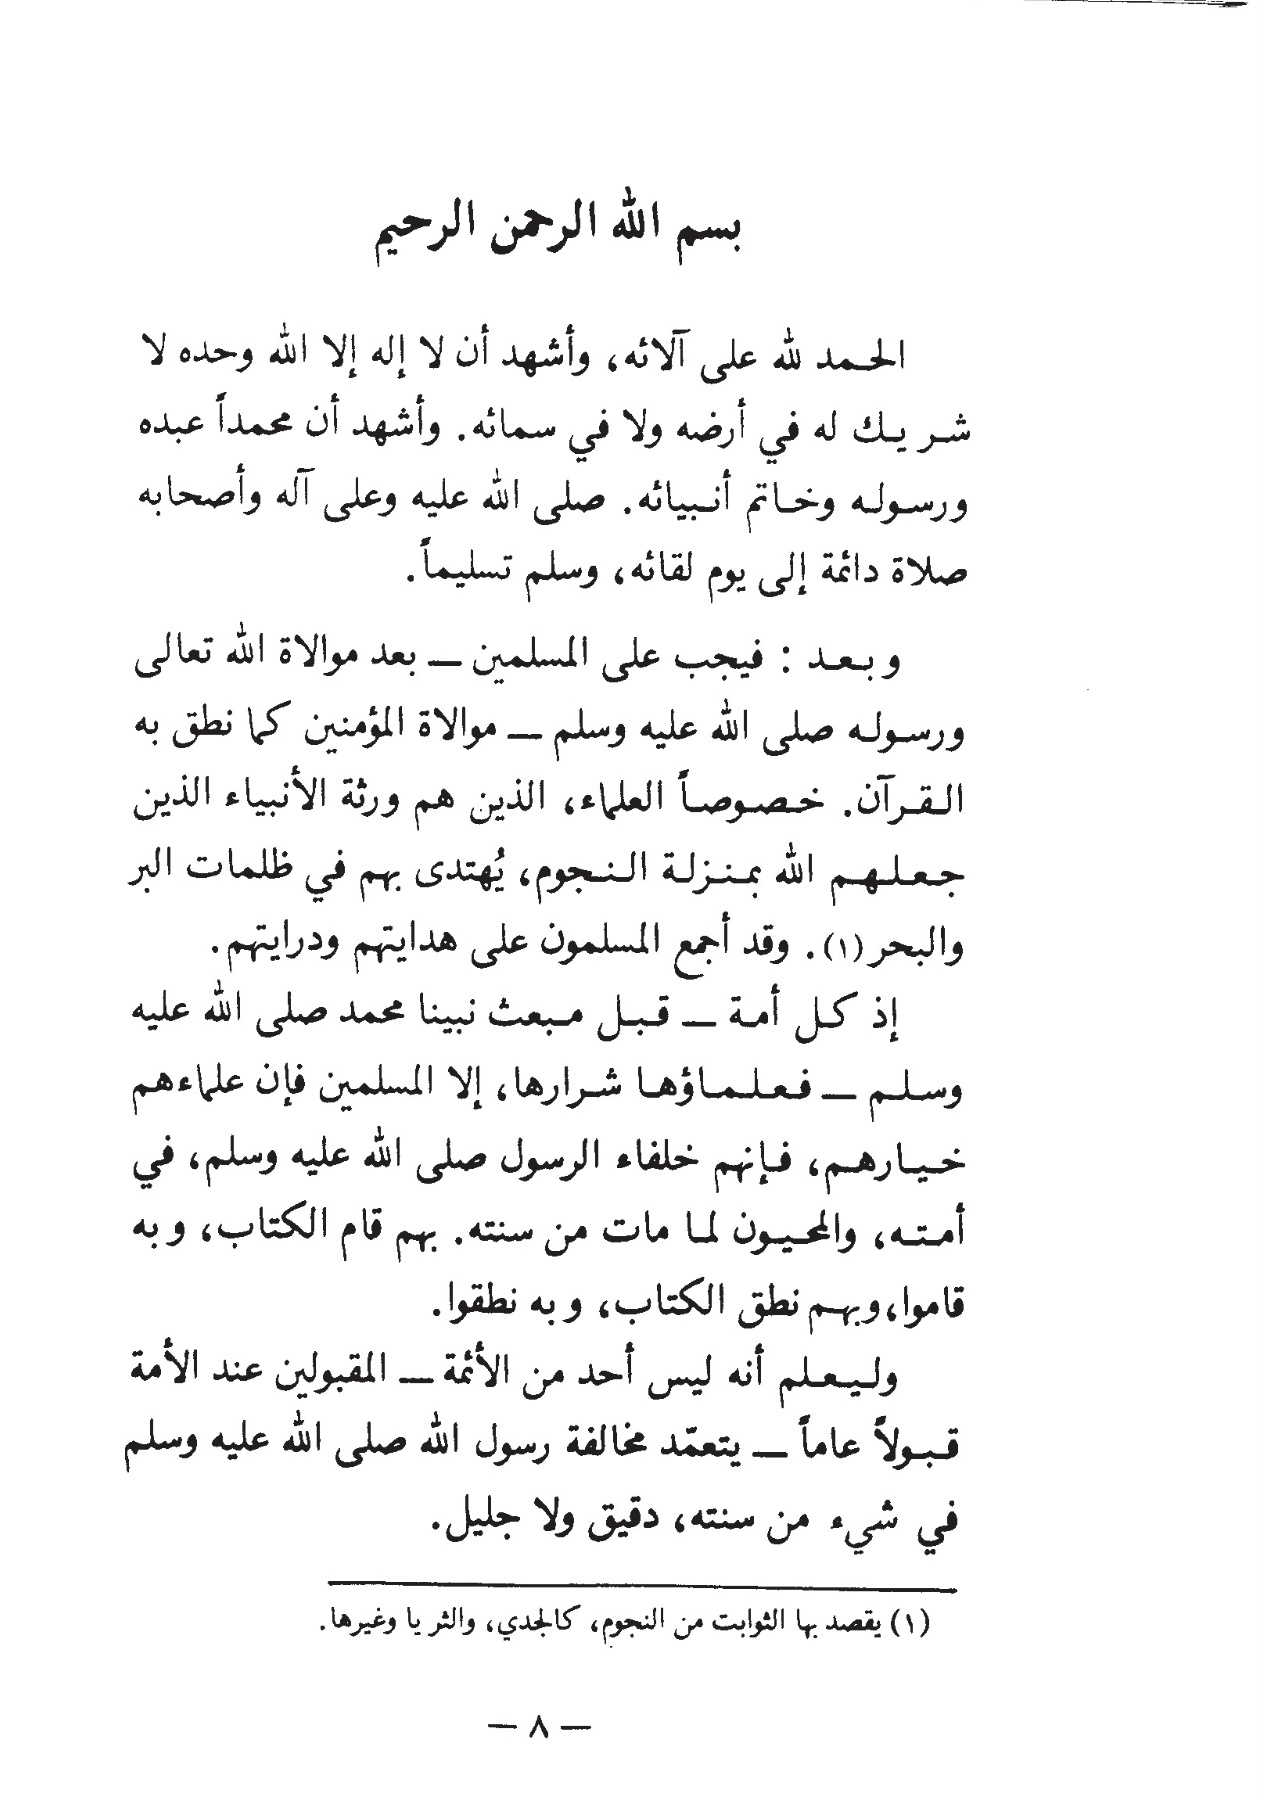 بسم الله الرحمن الرحيم
الحمد لله على آلائه، وأشهد أن لا إله إلا الله وحده لا
شريك له في أرضه ولا في سمائه. وأشهد أن محمداً عبده
ورسوله وخاتم أنبيائه. صلى الله عليه وعلى آله وأصحابه
صلاة دائمة إلى يوم لقائه، وسلم تسليماً.
وبعد : فيجب على المسلمين — بعد موالاة الله تعالى
ورسوله صلى الله عليه وسلم — موالاة المؤمنين كما نطق به
القرآن. خصوصاً العلماء، الذين هم ورثة الأنبياء الذين
جعلهم الله بمنزلة النجوم، يُهتدى بهم في ظلمات البر
والبحر (١). وقد أجمع المسلمون على هدايتهم ودرايتهم.
إذ كل أمة — قبل مبعث نبينا محمد صلى الله عليه
وسلم — فعلماؤها شرارها، إلا المسلمين فإن علماءهم
خيارهم، فإنهم خلفاء الرسول صلى الله عليه وسلم، في
أمته، والمحيون لما مات من سنته. بهم قام الكتاب، وبه
قاموا، وبهم نطق الكتاب، وبه نطقوا.
وليعلم أنه ليس أحد من الأئمة — المقبولين عند الأمة
قبولاً عاماً — يتعمّد مخالفة رسول الله صلى الله عليه وسلم
في شيء من سنته، دقيق ولا جليل.
(١) يقصد بها الثوابت من النجوم، كالجدي، والثريا وغيرها.
— ٨ —